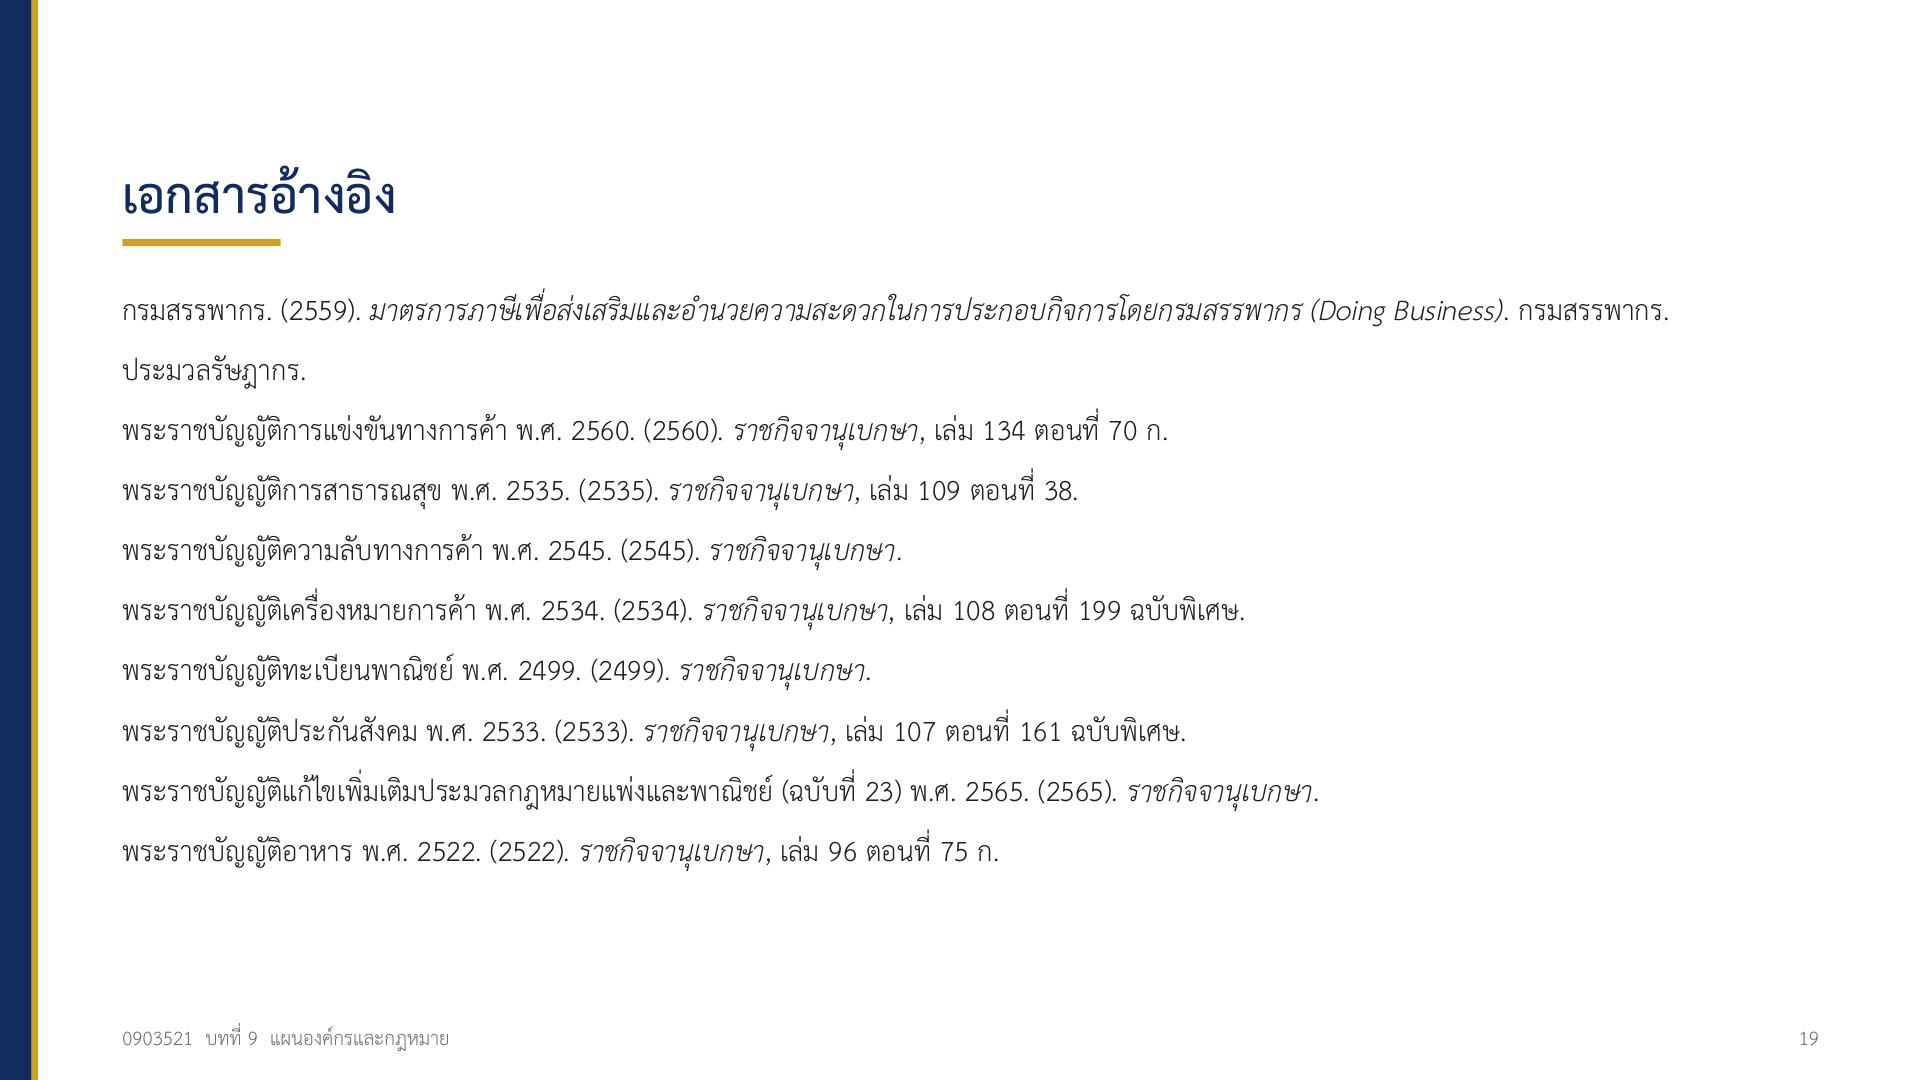 เอกสารอ้างอิง
กรมสรรพากร. (2559). มาตรการภาษีเพื่อส่งเสริมและอำนวยความสะดวกในการประกอบกิจการโดยกรมสรรพากร (Doing Business). กรมสรรพากร.
ประมวลรัษฎากร.
พระราชบัญญัติการแข่งขันทางการค้า พ.ศ. 2560. (2560). ราชกิจจานุเบกษา, เล่ม 134 ตอนที่ 70 ก.
พระราชบัญญัติการสาธารณสุข พ.ศ. 2535. (2535). ราชกิจจานุเบกษา, เล่ม 109 ตอนที่ 38.
พระราชบัญญัติความลับทางการค้า พ.ศ. 2545. (2545). ราชกิจจานุเบกษา.
พระราชบัญญัติเครื่องหมายการค้า พ.ศ. 2534. (2534). ราชกิจจานุเบกษา, เล่ม 108 ตอนที่ 199 ฉบับพิเศษ.
พระราชบัญญัติทะเบียนพาณิชย์ พ.ศ. 2499. (2499). ราชกิจจานุเบกษา.
พระราชบัญญัติประกันสังคม พ.ศ. 2533. (2533). ราชกิจจานุเบกษา, เล่ม 107 ตอนที่ 161 ฉบับพิเศษ.
พระราชบัญญัติแก้ไขเพิ่มเติมประมวลกฎหมายแพ่งและพาณิชย์ (ฉบับที่ 23) พ.ศ. 2565. (2565). ราชกิจจานุเบกษา.
พระราชบัญญัติอาหาร พ.ศ. 2522. (2522). ราชกิจจานุเบกษา, เล่ม 96 ตอนที่ 75 ก.
0903521 บทที่ 9 แผนองค์กรและกฎหมาย
19